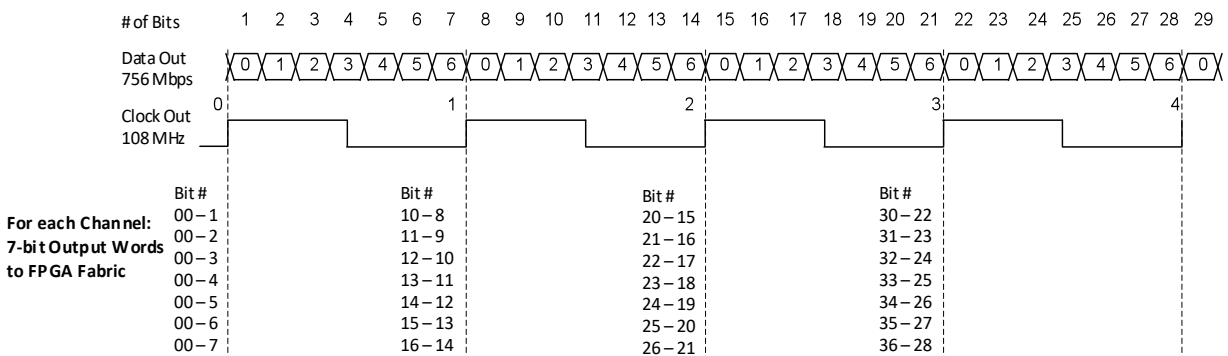 # of Bits 1 2 3 4 5 6 7 8 9 10 11 12 13 14 15 16 17 18 19 20 21 22 23 24 25 26 27 28 29
Data Out 0 1 2 3 4 5 6 0 1 2 3 4 5 6 0 1 2 3 4 5 6 0 1 2 3 4 5 6 0
756 Mbps
0 1 2 3 4
Clock Out
108 MHz
Bit # Bit # Bit # Bit #
For each Channel:
7-bit Output Words
to FPGA Fabric
00 – 1 10 – 8 20 – 15 30 – 22
00 – 2 11 – 9 21 – 16 31 – 23
00 – 3 12 – 10 22 – 17 32 – 24
00 – 4 13 – 11 23 – 18 33 – 25
00 – 5 14 – 12 24 – 19 34 – 26
00 – 6 15 – 13 25 – 20 35 – 27
00 – 7 16 – 14 26 – 21 36 – 28